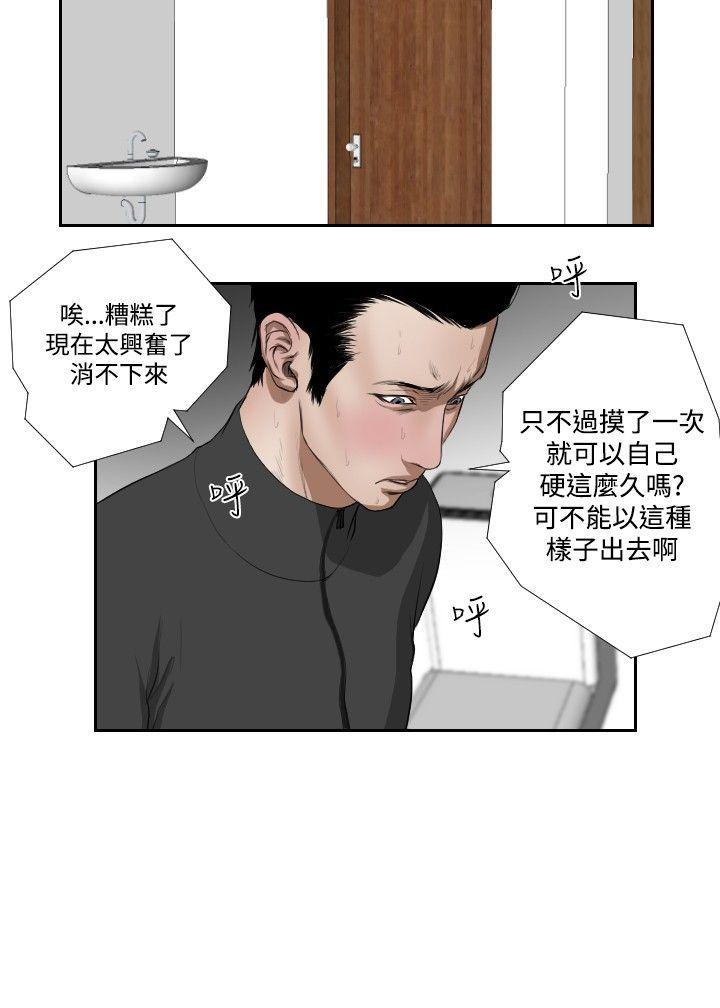 唉...糟糕了
現在太興奮了
消不下來
呼
只不過摸了一次
就可以自己
硬這麼久嗎?
可不能以這種
樣子出去啊
呼
呼